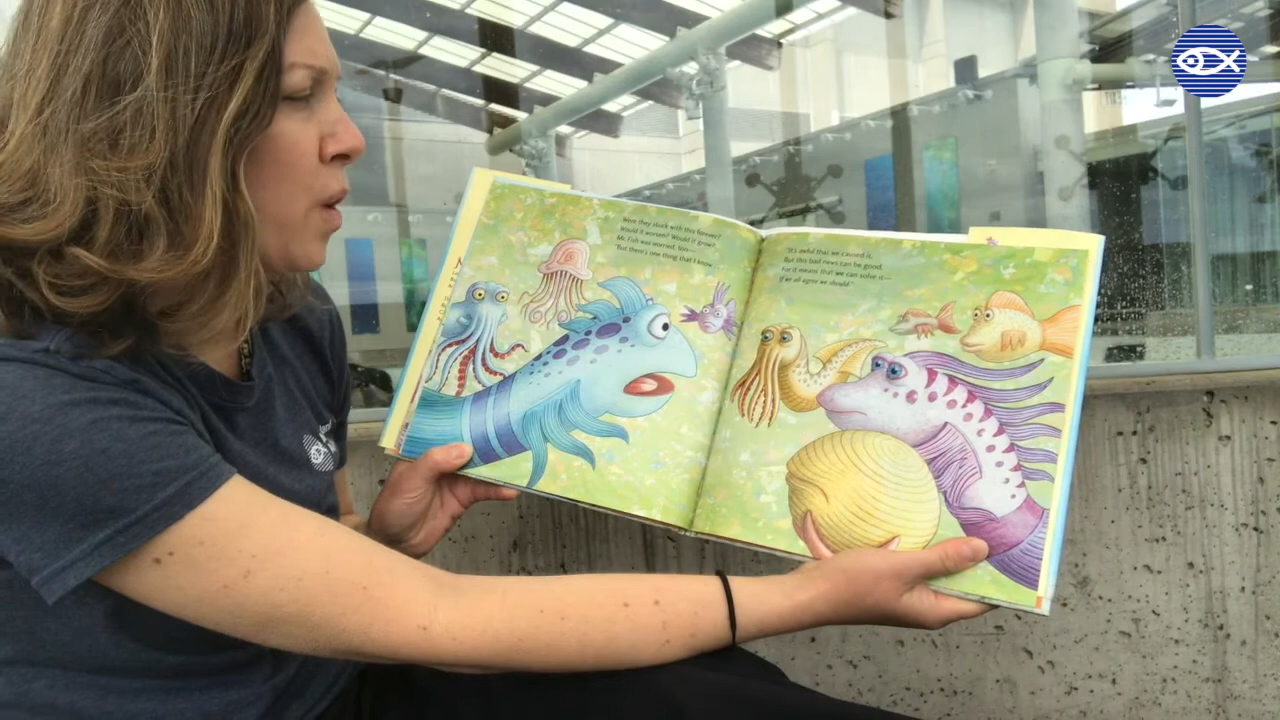 Were they stuck with this forever?
Would it worsen? Would it grow?
Mr. Fish was worried. Yes—
"But there's one thing that I know...
"It's awful that we caused it.
But this bad news can be good.
For it means that we can solve it—
if we all agree we should."